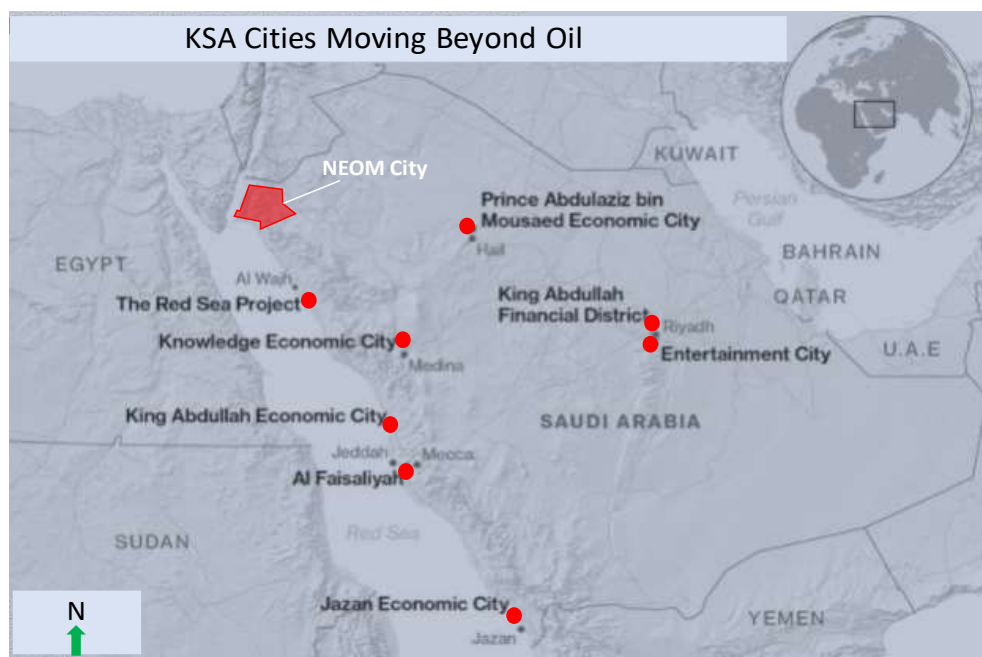 KSA Cities Moving Beyond Oil
KUWAIT
NEOM City
Prince Abdulaziz bin
Mousaed Economic City
Persian
Gulf
Hail
BAHRAIN
EGYPT
Al Wajh
The Red Sea Project
King Abdullah
Financial District
QATAR
Riyadh
Knowledge Economic City
Medina
Entertainment City
U.A.E
King Abdullah Economic City
SAUDI ARABIA
Jeddah
Mecca
Al Faisaliyah
Red Sea
SUDAN
Jazan Economic City
Jazan
YEMEN
N